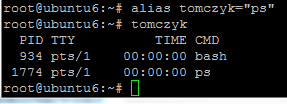 root@ubuntu6:~# alias tomczyk="ps"
root@ubuntu6:~# tomczyk
  PID TTY          TIME CMD
  934 pts/1    00:00:00 bash
 1774 pts/1    00:00:00 ps
root@ubuntu6:~#